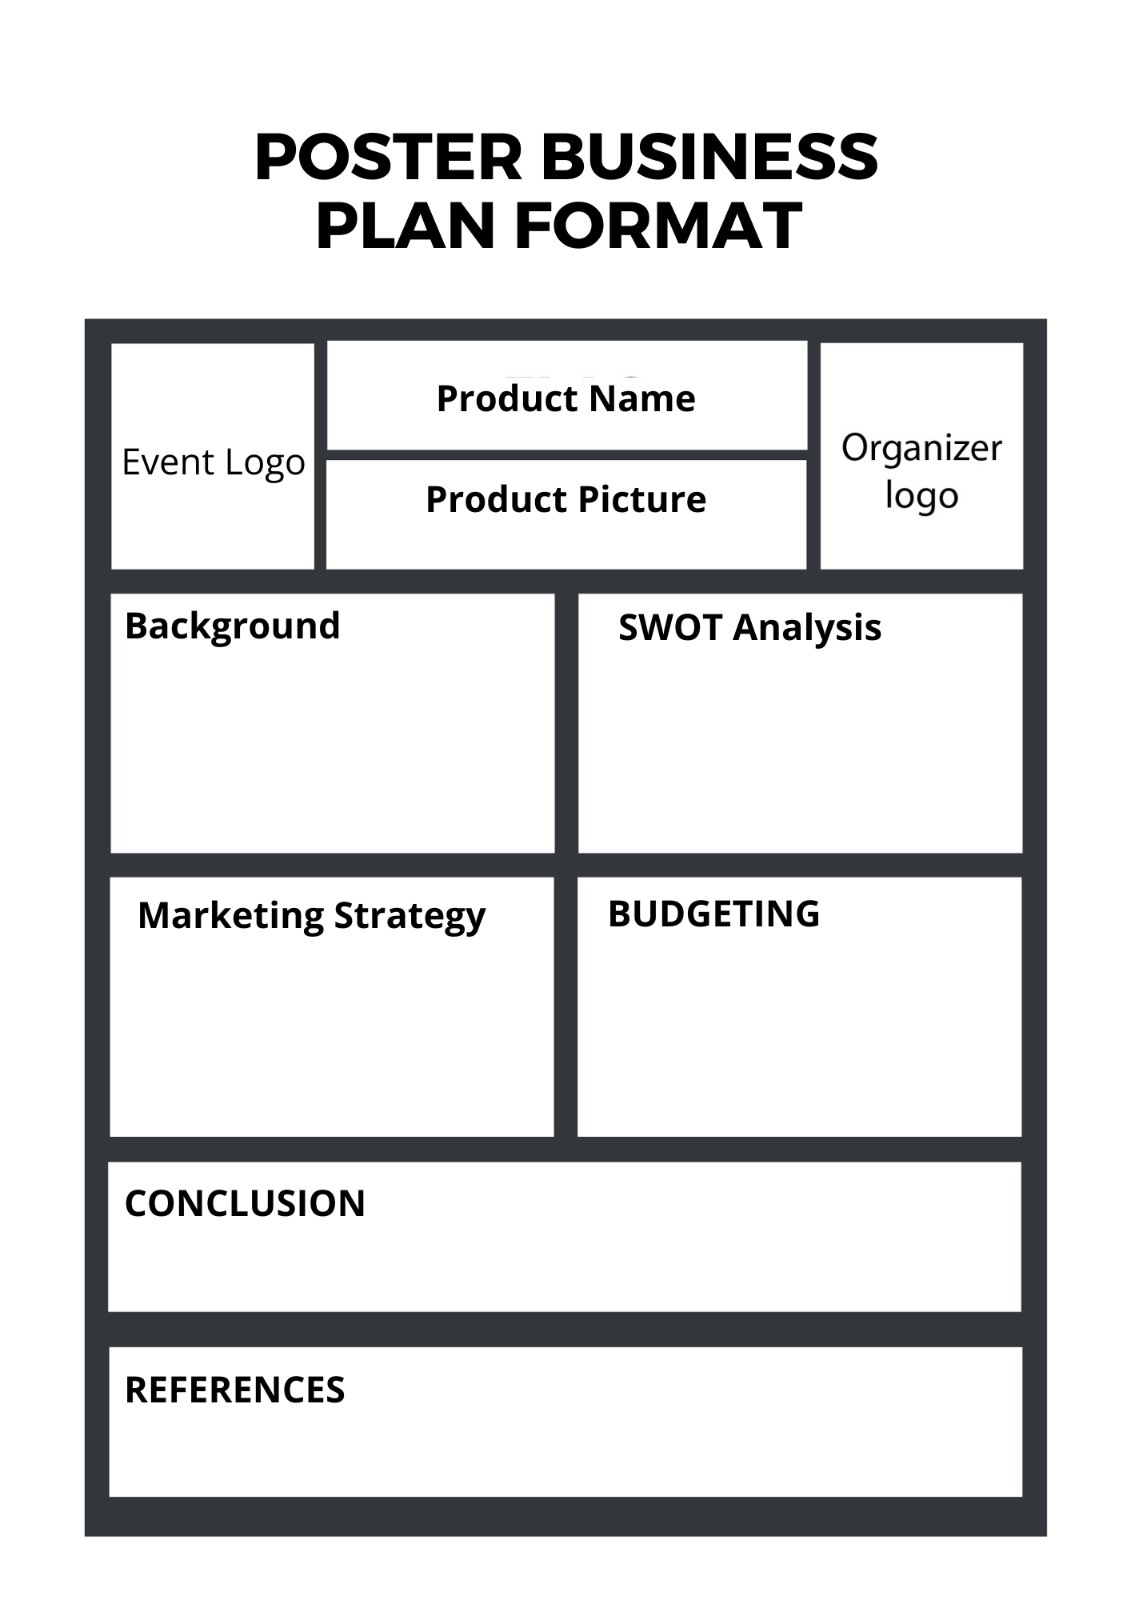 POSTER BUSINESS
PLAN FORMAT
Event Logo
Product Name
Product Picture
Organizer
logo
Background
SWOT Analysis
Marketing Strategy
BUDGETING
CONCLUSION
REFERENCES